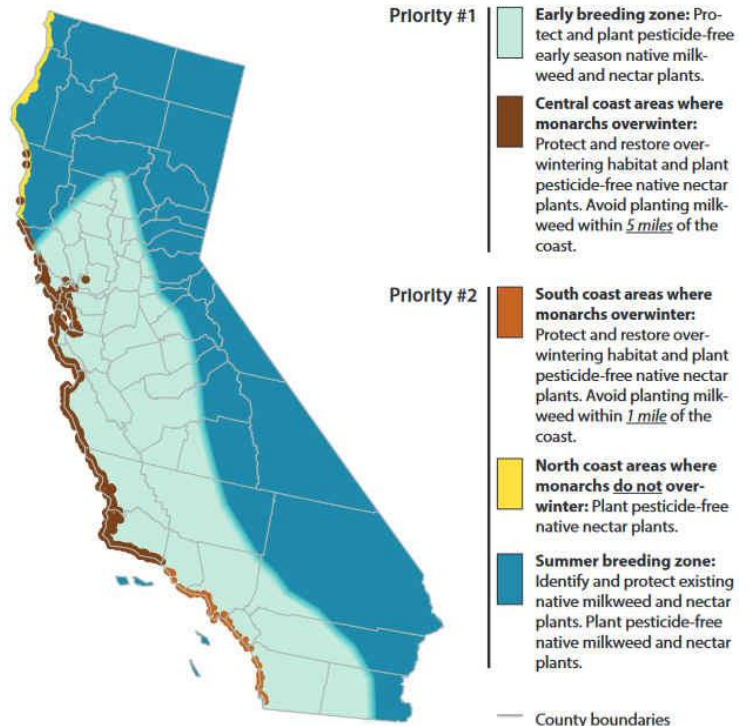 Priority #1
Early breeding zone: Pro-
tect and plant pesticide-free
early season native milk-
weed and nectar plants.
Central coast areas where
monarchs overwinter:
Protect and restore over-
wintering habitat and plant
pesticide-free native nectar
plants. Avoid planting milk-
weed within 5 miles of the
coast.
Priority #2
South coast areas where
monarchs overwinter:
Protect and restore over-
wintering habitat and plant
pesticide-free native nectar
plants. Avoid planting milk-
weed within 1 mile of the
coast.
North coast areas where
monarchs do not over-
winter: Plant pesticide-free
native nectar plants.
Summer breeding zone:
Identify and protect existing
native milkweed and nectar
plants. Plant pesticide-free
native milkweed and nectar
plants.
County boundaries